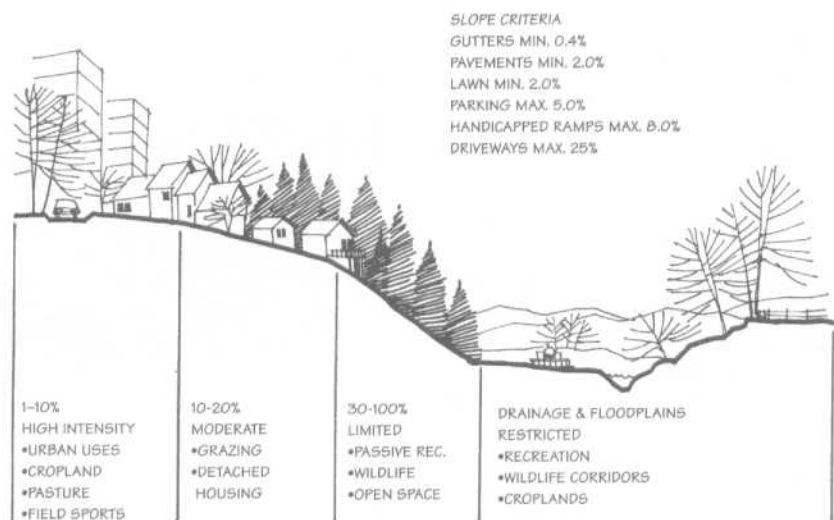 SLOPE CRITERIA
GUTTERS MIN. 0.4%
PAVEMENTS MIN. 2.0%
LAWN MIN. 2.0%
PARKING MAX. 5.0%
HANDICAPPED RAMPS MAX. 8.0%
DRIVEWAYS MAX. 25%
1–10%
HIGH INTENSITY
•URBAN USES
•CROPLAND
•PASTURE
•FIELD SPORTS
10-20%
MODERATE
•GRAZING
•DETACHED
HOUSING
30-100%
LIMITED
•PASSIVE REC.
•WILDLIFE
•OPEN SPACE
DRAINAGE & FLOODPLAINS
RESTRICTED
•RECREATION
•WILDLIFE CORRIDORS
•CROPLANDS